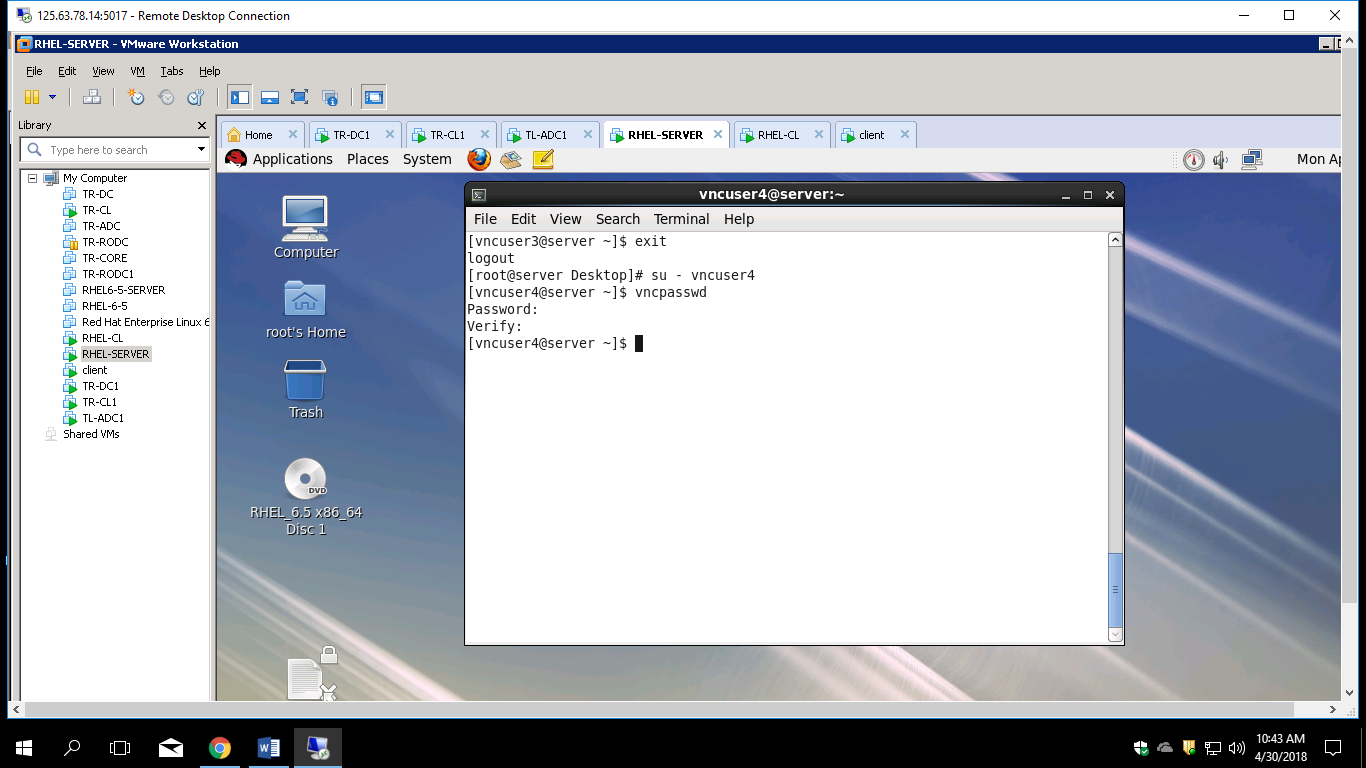 125.63.78.14:5017 - Remote Desktop Connection
RHEL-SERVER - VMware Workstation
File Edit View VM Tabs Help
Library
Type here to search
My Computer
TR-DC
TR-CL
TR-ADC
TR-RODC
TR-CORE
TR-RODC1
RHEL6-5-SERVER
RHEL-6-5
Red Hat Enterprise Linux 6
RHEL-CL
RHEL-SERVER
client
TR-DC1
TR-CL1
TL-ADC1
Shared VMs
Home TR-DC1 TR-CL1 TL-ADC1 RHEL-SERVER RHEL-CL client
Applications Places System Mon Ap
Computer
root's Home
Trash
DVD
RHEL_6.5 x86_64
Disc 1
vncuser4@server:~
File Edit View Search Terminal Help
[vncuser3@server ~]$ exit
logout
[root@server Desktop]# su - vncuser4
[vncuser4@server ~]$ vncpasswd
Password:
Verify:
[vncuser4@server ~]$
10:43 AM
4/30/2018